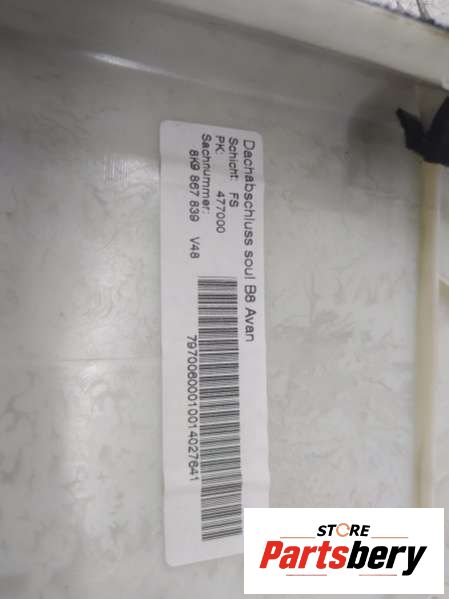 Dachabschluss soul B8 Avan
Schicht: FS
PK: 477000
Sachnummer:
8K9 867 839 V48
79700600010014027641
STORE
Partsbery